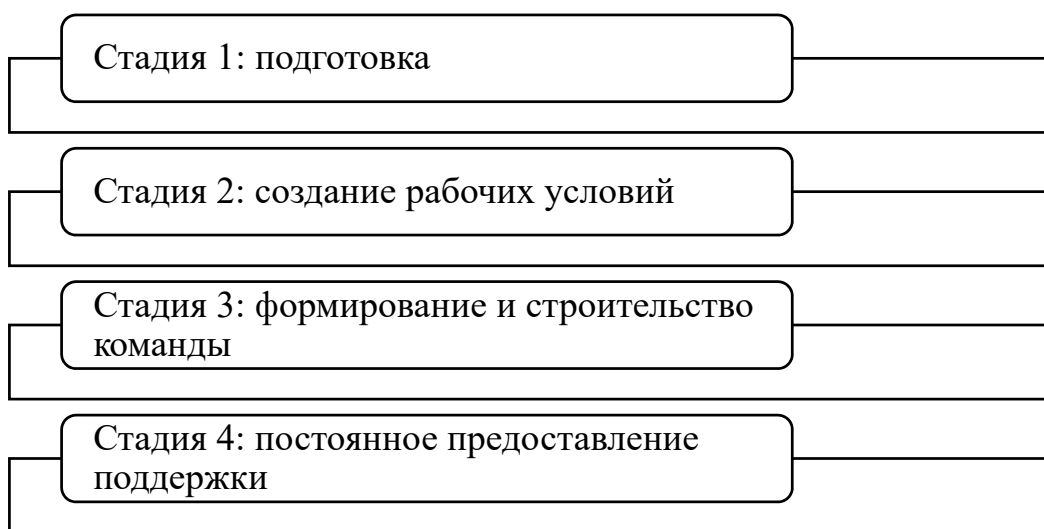 Стадия 1: подготовка
Стадия 2: создание рабочих условий
Стадия 3: формирование и строительство
команды
Стадия 4: постоянное предоставление
поддержки